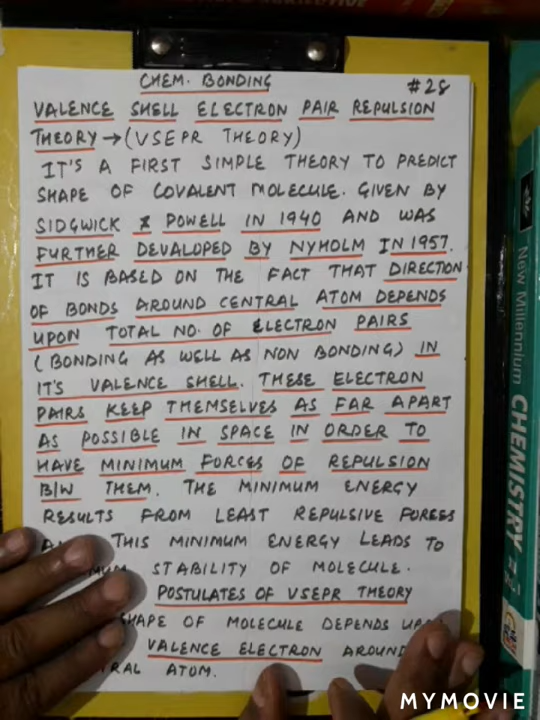 CHEM. BONDING
#28
VALENCE SHELL ELECTRON PAIR REPULSION
THEORY → (VSEPR THEORY)
IT'S A FIRST SIMPLE THEORY TO PREDICT
SHAPE OF COVALENT MOLECULE. GIVEN BY
SIDGWICK & POWELL IN 1940 AND WAS
FURTHER DEVALOPED BY NYHOLM IN 1957.
IT IS BASED ON THE FACT THAT DIRECTION
OF BONDS AROUND CENTRAL ATOM DEPENDS
UPON TOTAL NO. OF ELECTRON PAIRS
(BONDING AS WELL AS NON BONDING) IN
IT'S VALENCE SHELL. THESE ELECTRON
PAIRS KEEP THEMSELVES AS FAR APART
AS POSSIBLE IN SPACE IN ORDER TO
HAVE MINIMUM FORCES OF REPULSION
B/W THEM. THE MINIMUM ENERGY
RESULTS FROM LEAST REPULSIVE FORCES
THIS MINIMUM ENERGY LEADS TO
STABILITY OF MOLECULE.
POSTULATES OF VSEPR THEORY
SHAPE OF MOLECULE DEPENDS
VALENCE ELECTRON AROUND
ATOM.
New Millennium CHEMISTRY
MYMOVIE